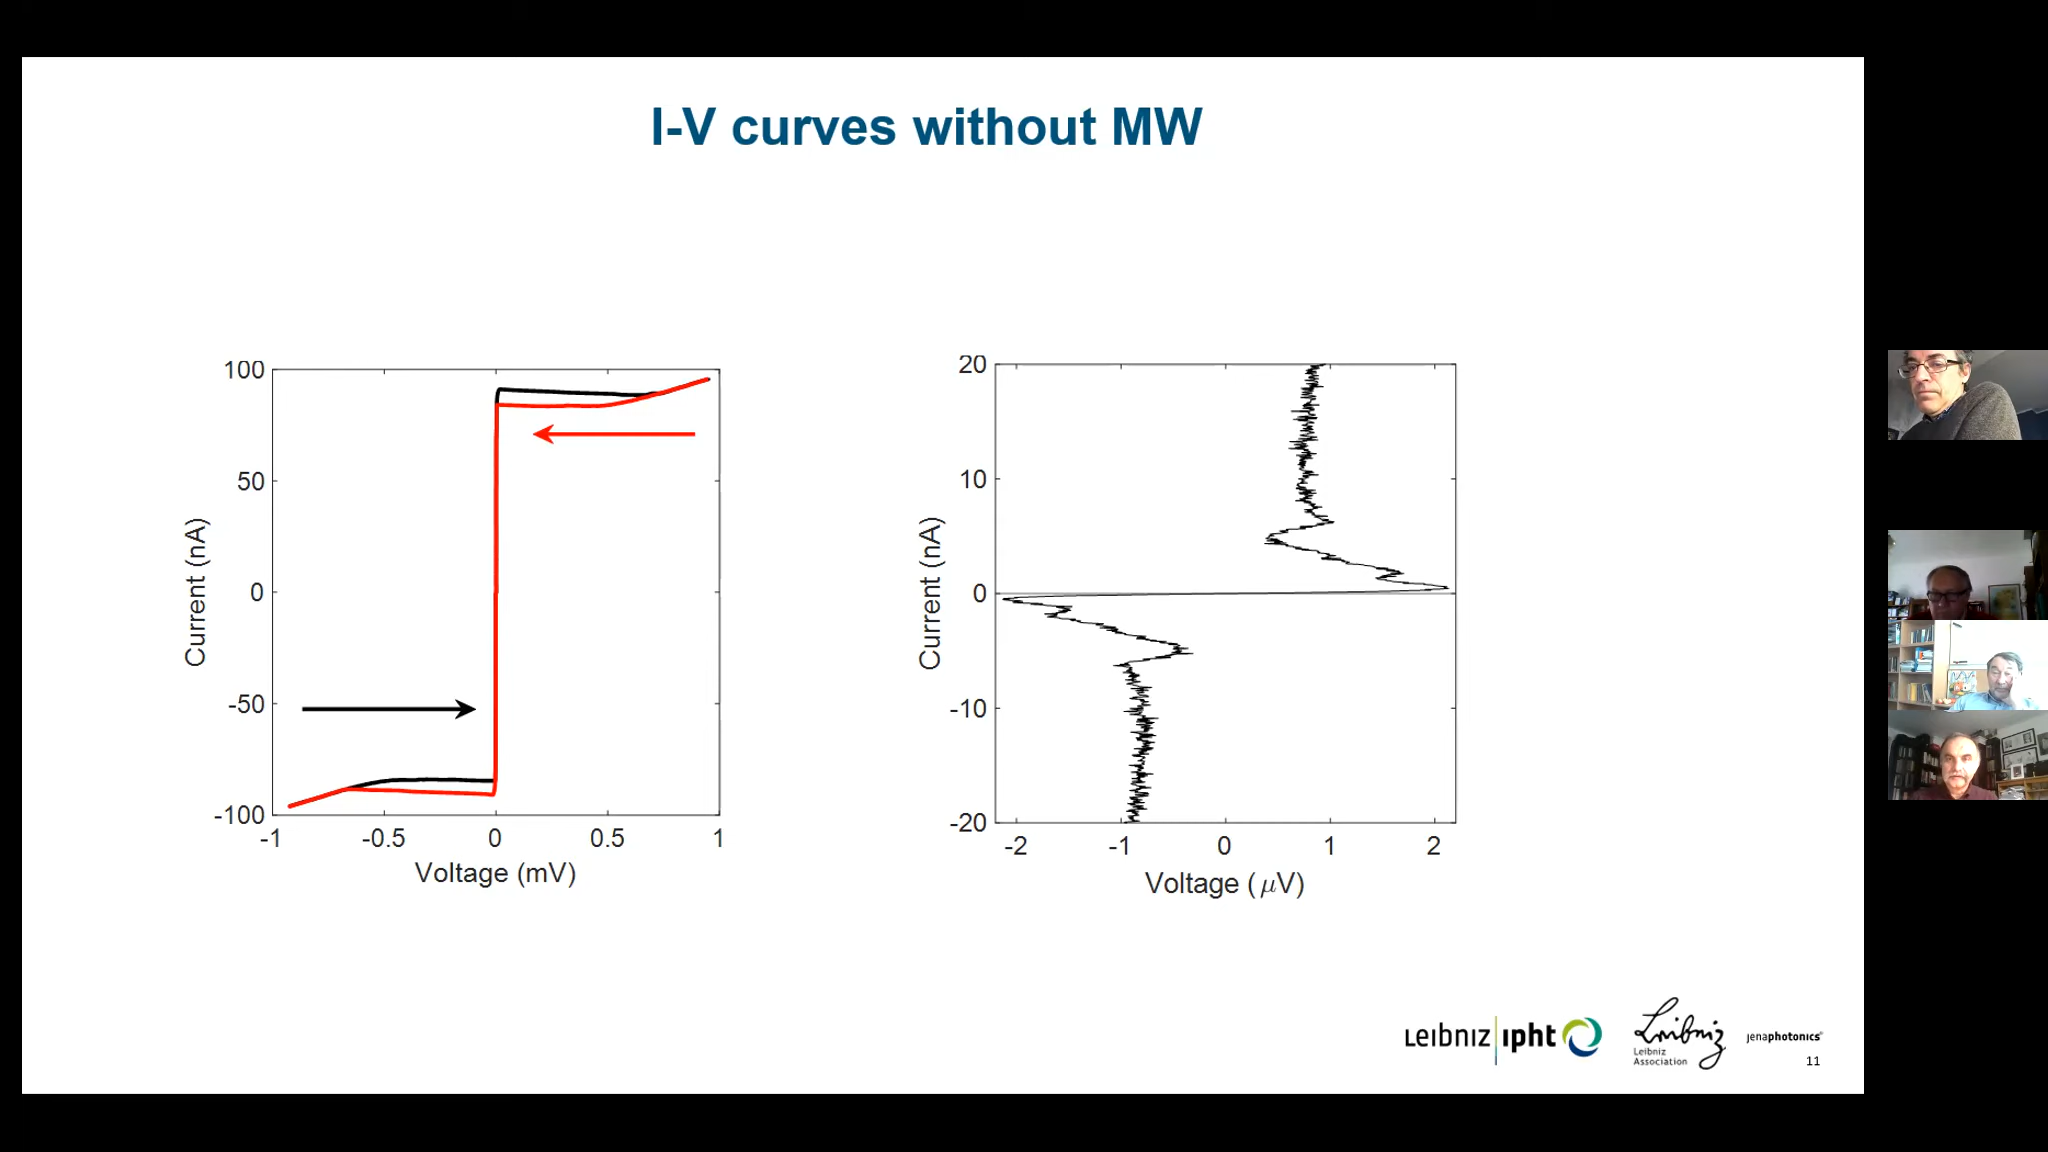 I-V curves without MW
100
50
0
-50
-100
Current (nA)
-1 -0.5 0 0.5 1
Voltage (mV)
20
10
0
-10
-20
Current (nA)
-2 -1 0 1 2
Voltage (μV)
Leibniz ipht
Leibniz
Leibniz
Association
jenaphotonics
11